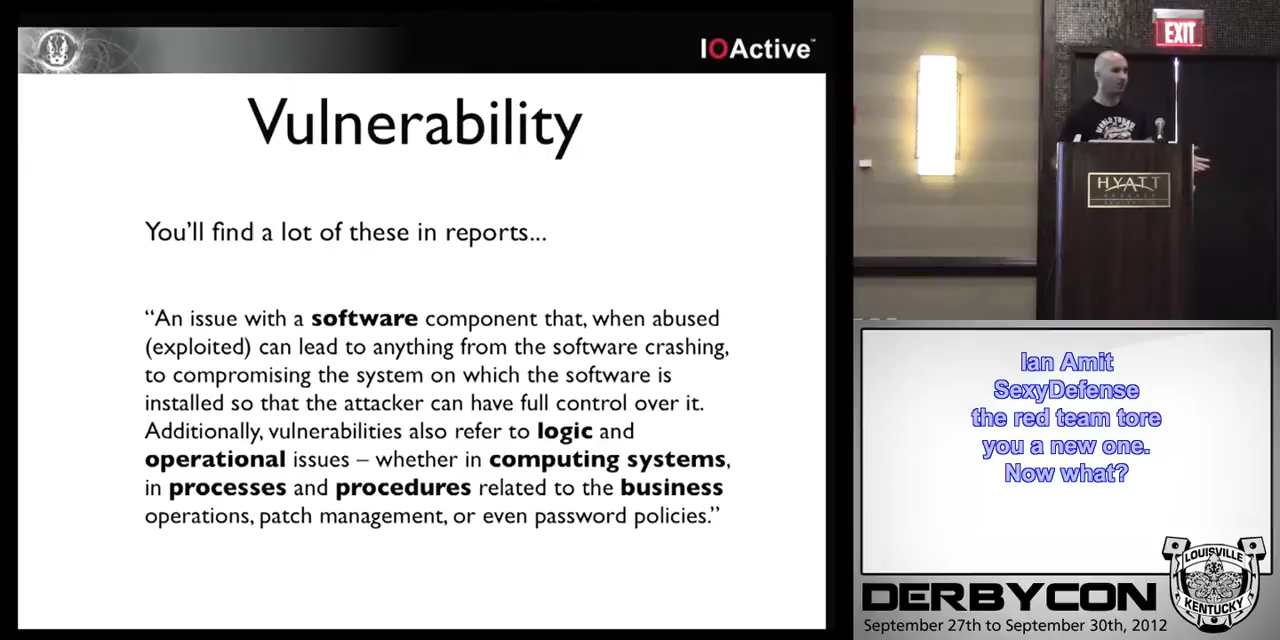 IOActive™
Vulnerability
You'll find a lot of these in reports...
“An issue with a software component that, when abused
(exploited) can lead to anything from the software crashing,
to compromising the system on which the software is
installed so that the attacker can have full control over it.
Additionally, vulnerabilities also refer to logic and
operational issues – whether in computing systems,
in processes and procedures related to the business
operations, patch management, or even password policies.”
EXIT
WORLD TODAY
HYATT
Ian Amit
SexyDefense
the red team tore
you a new one.
Now what?
LOUISVILLE
KENTUCKY
DERBYCON
September 27th to September 30th, 2012